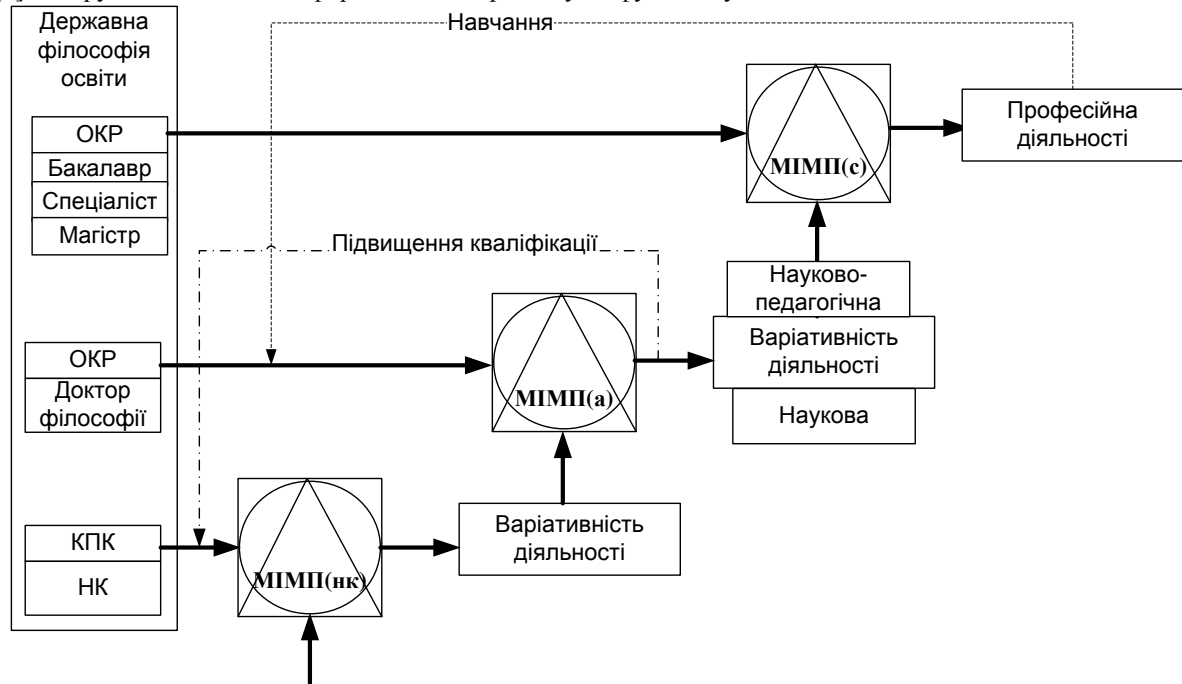 Навчання
Державна
філософія
освіти
ОКР
Бакалавр
Спеціаліст
Магістр
МІМП(с)
Професійна
діяльності
Підвищення кваліфікації
Науково-
педагогічна
Варіативність
діяльності
Наукова
ОКР
Доктор
філософії
МІМП(а)
КПК
НК
МІМП(нк)
Варіативність
діяльності